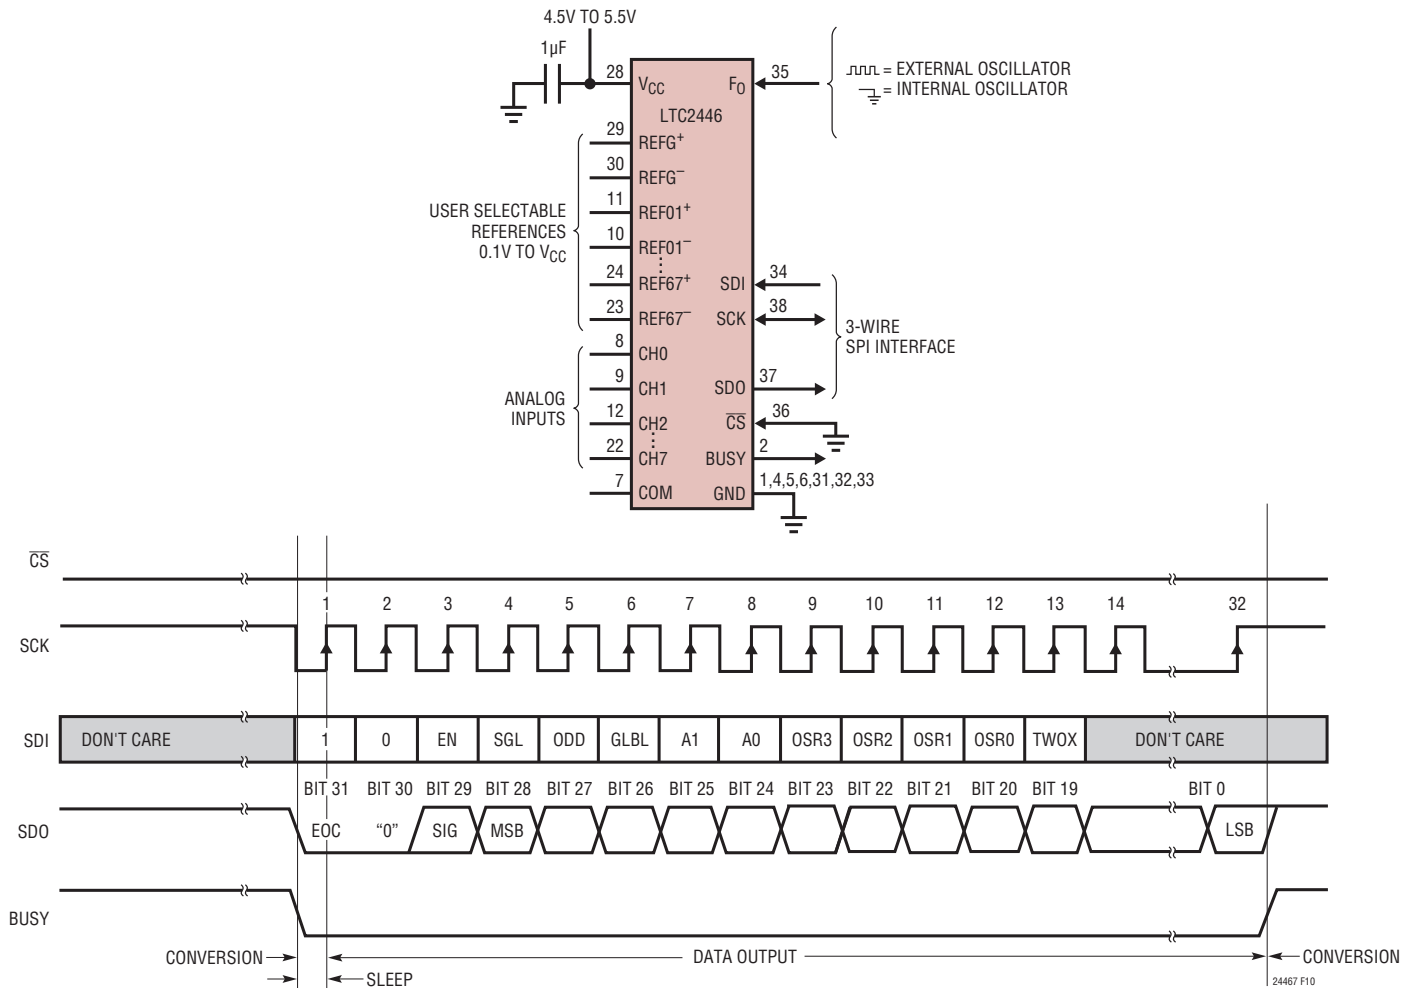 4.5V TO 5.5V
1µF
28
VCC
FO
35
= EXTERNAL OSCILLATOR
= INTERNAL OSCILLATOR
LTC2446
29
REFG+
30
REFG–
11
REF01+
10
REF01–
24
REF67+
23
REF67–
USER SELECTABLE
REFERENCES
0.1V TO VCC
8
CH0
9
CH1
12
CH2
22
CH7
7
COM
ANALOG
INPUTS
SDI
34
SCK
38
SDO
37
3-WIRE
SPI INTERFACE
CS
36
BUSY
2
GND
1,4,5,6,31,32,33
CS
1 2 3 4 5 6 7 8 9 10 11 12 13 14 32
SCK
SDI DON'T CARE 1 0 EN SGL ODD GLBL A1 A0 OSR3 OSR2 OSR1 OSR0 TWOX DON'T CARE
BIT 31 BIT 30 BIT 29 BIT 28 BIT 27 BIT 26 BIT 25 BIT 24 BIT 23 BIT 22 BIT 21 BIT 20 BIT 19 BIT 0
SDO EOC “0” SIG MSB LSB
BUSY
CONVERSION DATA OUTPUT CONVERSION
SLEEP
24467 F10